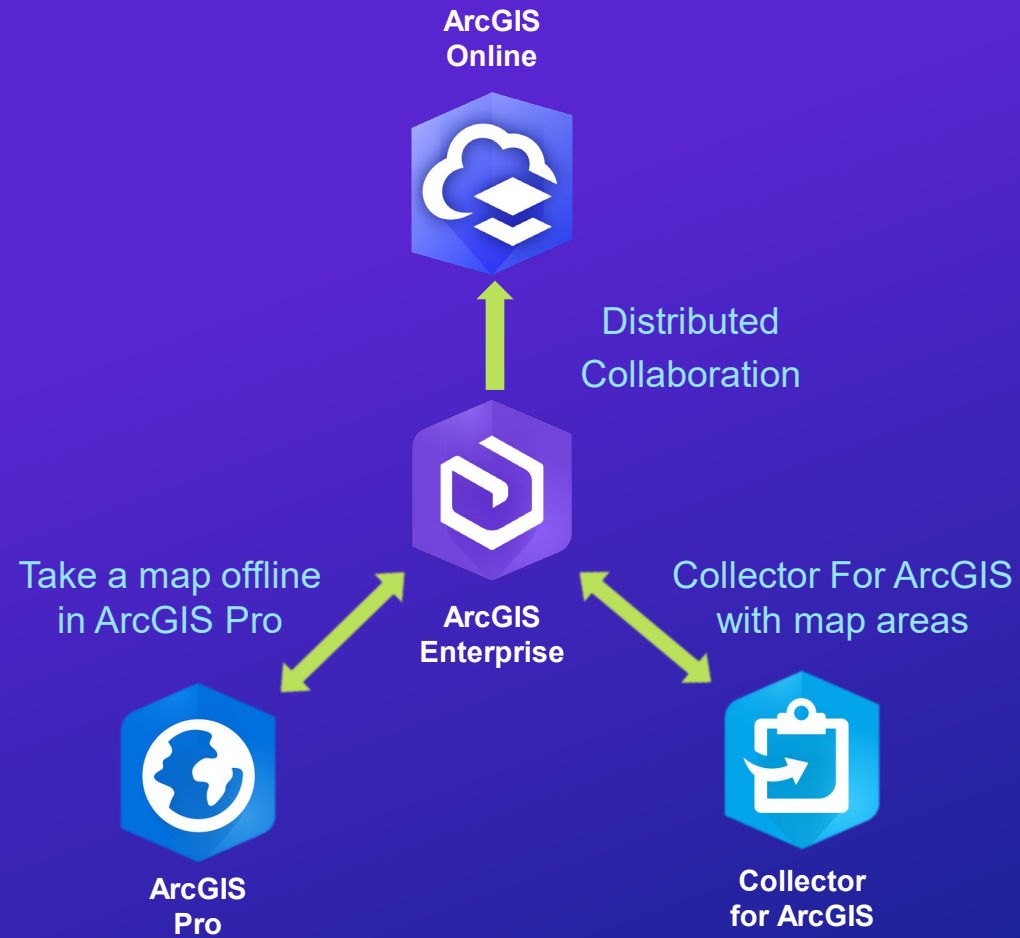 ArcGIS
Online
Distributed
Collaboration
Take a map offline
in ArcGIS Pro
ArcGIS
Enterprise
Collector For ArcGIS
with map areas
ArcGIS
Pro
Collector
for ArcGIS